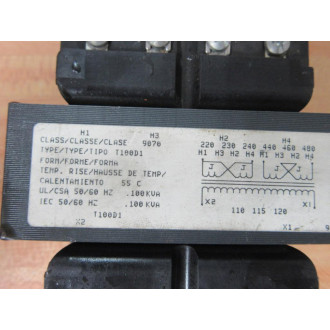 H1 H3 H2 H4
CLASS/CLASSE/CLASE 9070
TYPE/TYPE/TIPO T100D1
FORM/FORME/FORMA
TEMP. RISE/HAUSSE DE TEMP/
CALENTAMIENTO 55 C
UL/CSA 50/60 HZ .100KVA
IEC 50/60 HZ .100KVA
T100D1
X2
220 230 240 440 460 480
H1 H3 H2 H4 H1 H3 H2 H4
X2 X1
110 115 120
X1